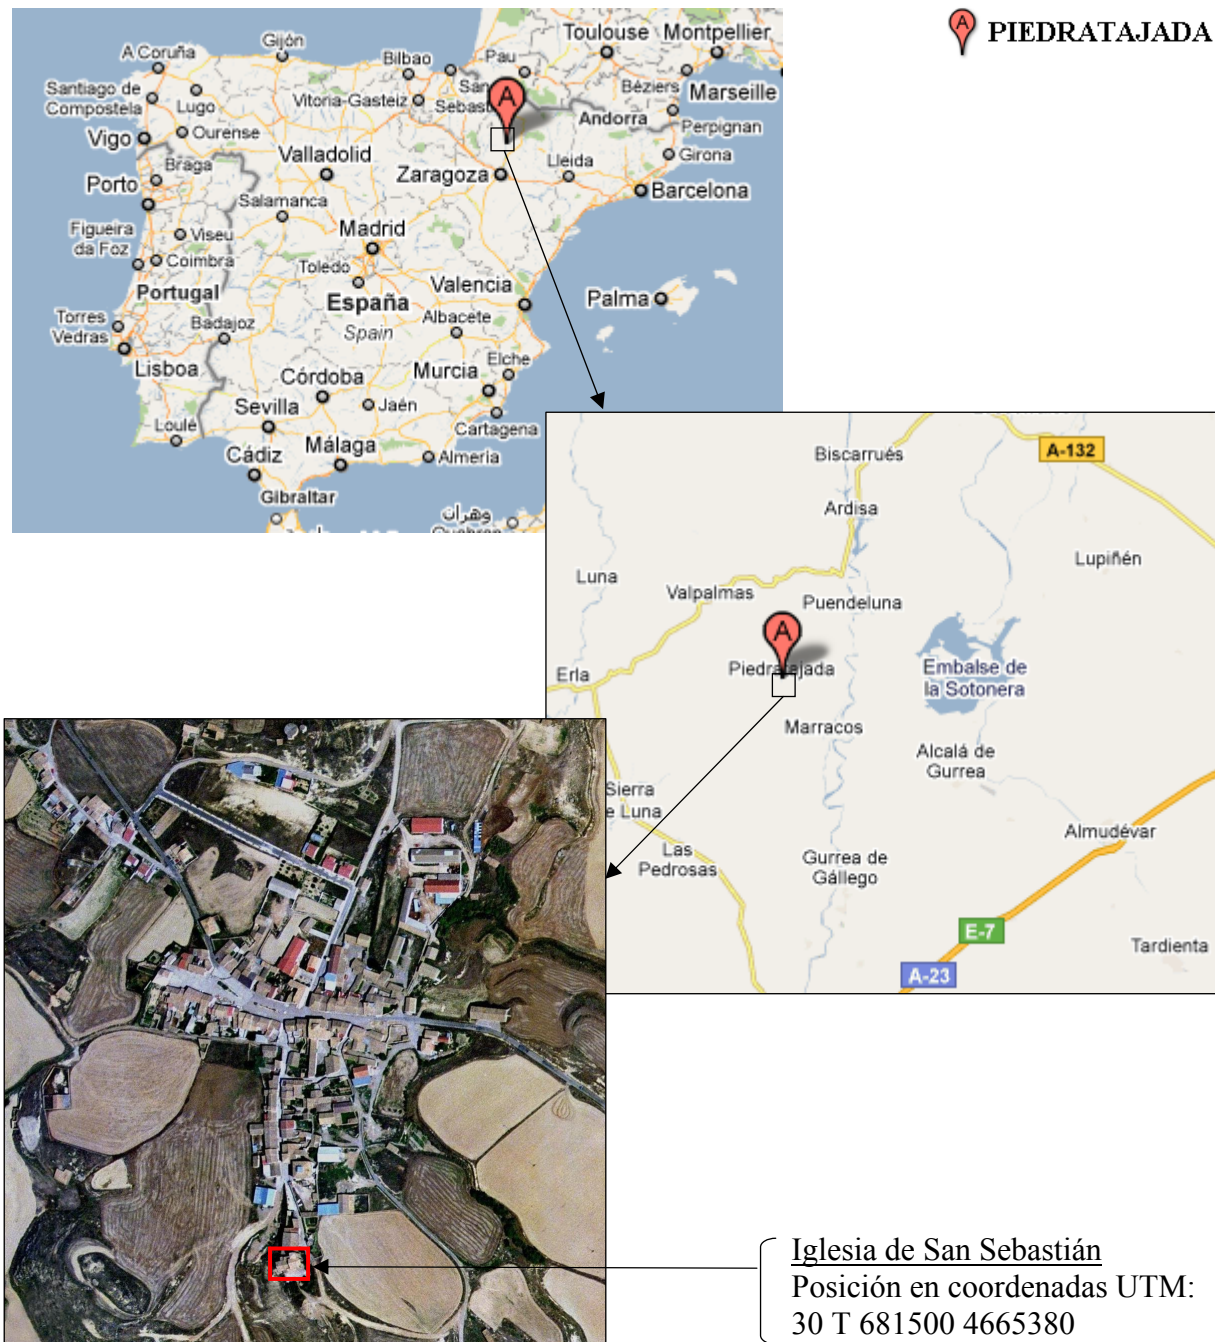 A PIEDRATAJADA
A Coruña
Gijón
Bilbao
Pau
Toulouse
Montpellier
Santiago de
Compostela
Lugo
Vitoria-Gasteiz
San
Sebast
A
Béziers
Marseille
Vigo
Ourense
Andorra
Perpignan
Valladolid
Braga
Zaragoza
Lleida
Girona
Porto
Salamanca
Barcelona
Figueira
da Foz
Viseu
Madrid
Coimbra
Toledo
Portugal
España
Valencia
Palma
Torres
Vedras
Badajoz
Spain
Albacete
Lisboa
Córdoba
Murcia
Elche
Sevilla
Jaén
Loulé
Cartagena
Cádiz
Málaga
Almería
Gibraltar
وهران
Biscarrués
A-132
Ardisa
Lupiñén
Luna
Valpalmas
Puendeluna
A
Erla
Piedratajada
Embalse de
la Sotonera
Marracos
Alcalá de
Gurrea
Sierra
e Luna
Almudévar
Las
Pedrosas
Gurrea de
Gállego
E-7
Tardienta
A-23
Iglesia de San Sebastián
Posición en coordenadas UTM:
30 T 681500 4665380